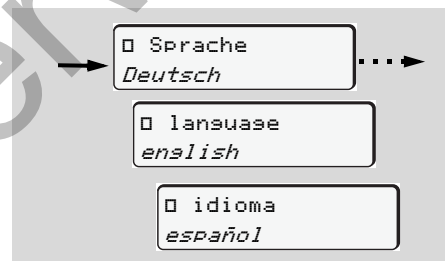 □ Sprache
Deutsch
□ language
english
□ idioma
español